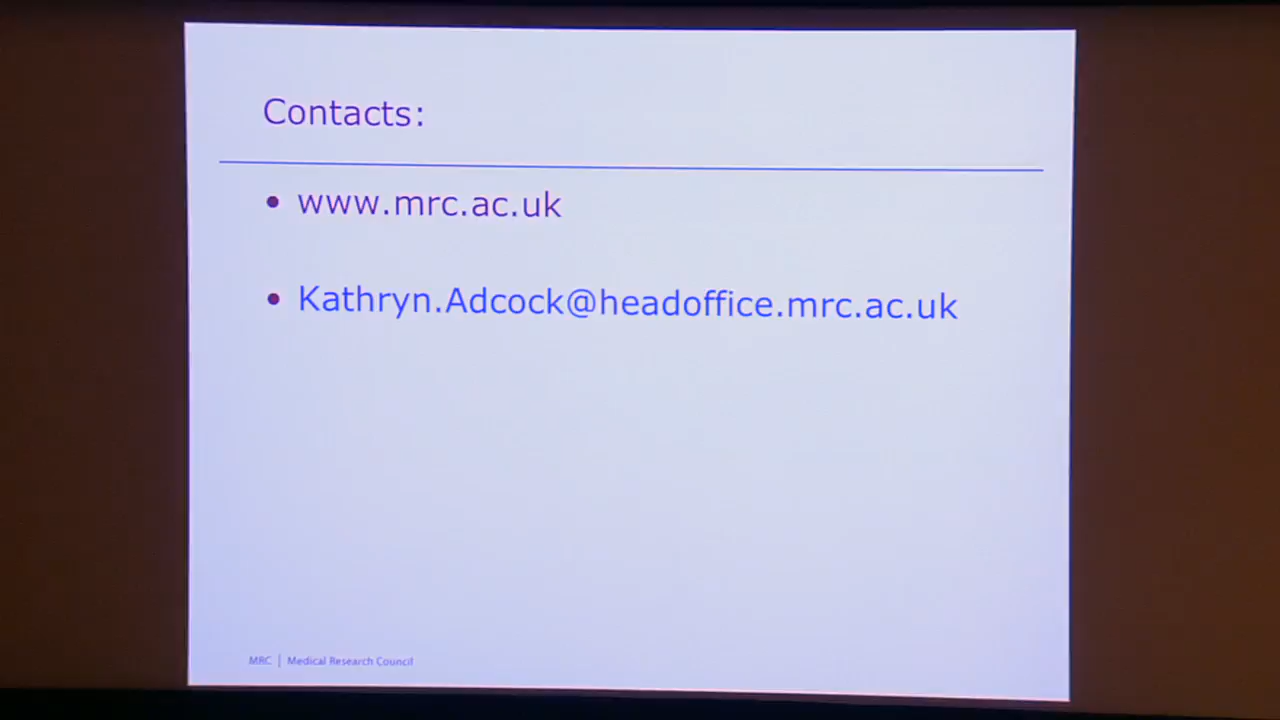 Contacts:
• www.mrc.ac.uk
• Kathryn.Adcock@headoffice.mrc.ac.uk
MRC | Medical Research Council